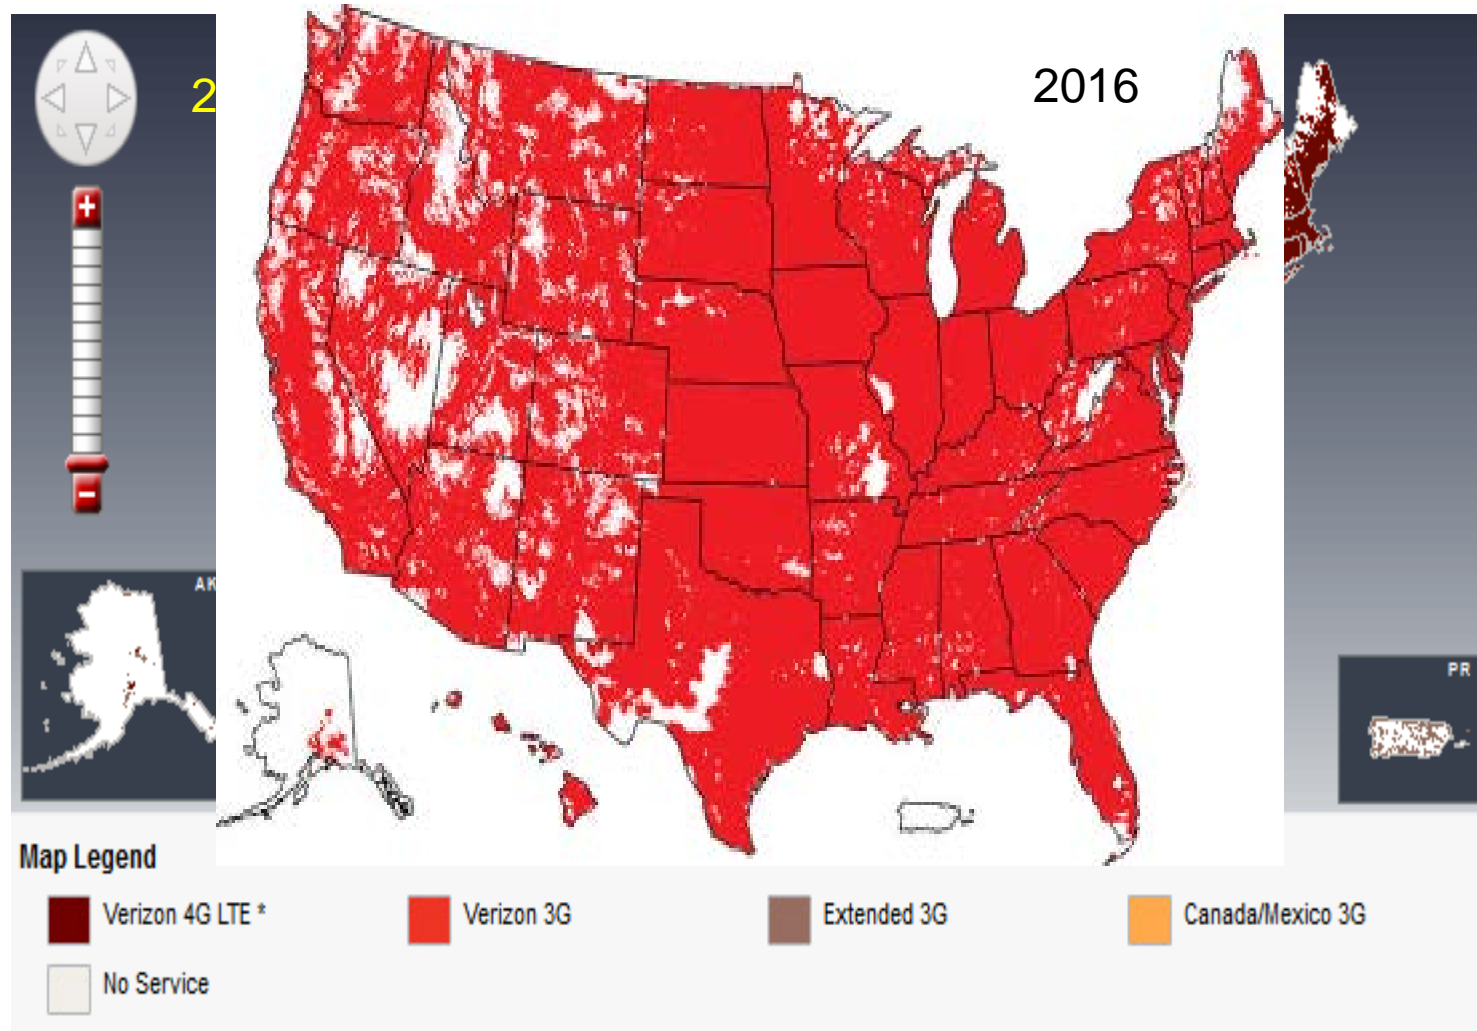 2
2016
AK
PR
Map Legend
Verizon 4G LTE *
Verizon 3G
Extended 3G
Canada/Mexico 3G
No Service